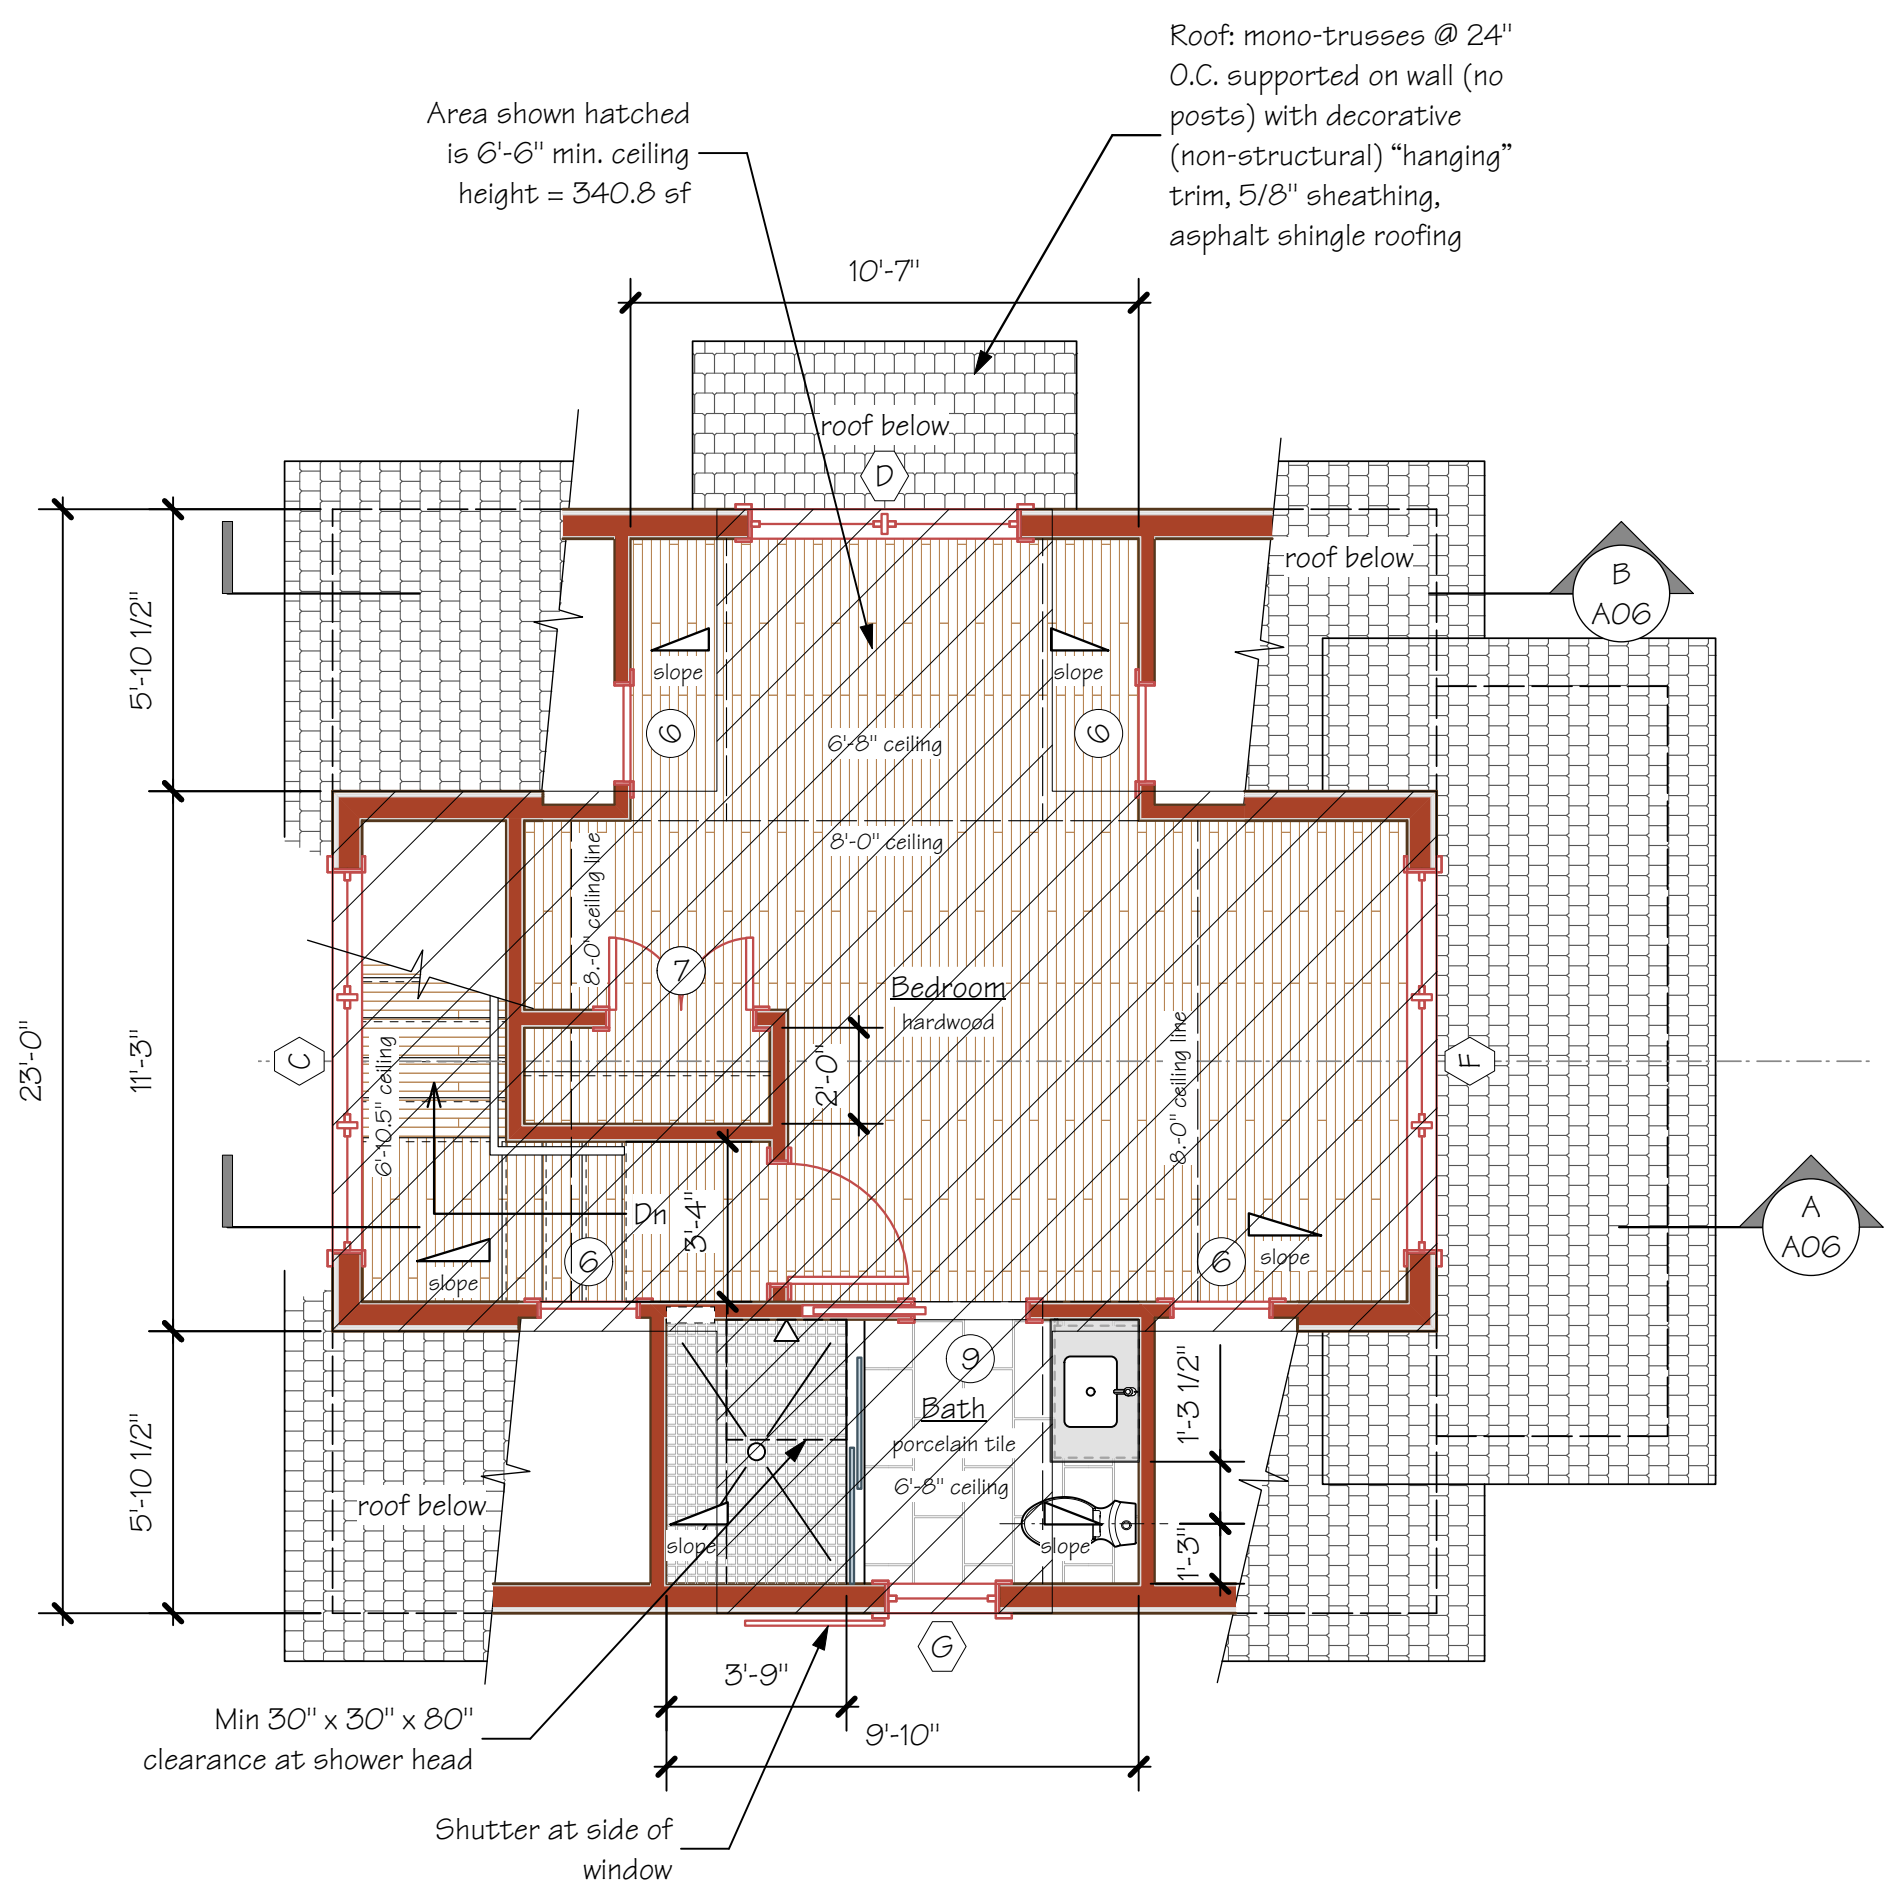 Roof: mono-trusses @ 24"
O.C. supported on wall (no
posts) with decorative
(non-structural) “hanging”
trim, 5/8" sheathing,
asphalt shingle roofing
Area shown hatched
is 6'-6" min. ceiling
height = 340.8 sf
10'-7"
roof below
D
roof below
B
A06
5'-10 1/2"
slope
slope
6
6
6'-8" ceiling
8'-0" ceiling
8.-0" ceiling line
7
Bedroom
hardwood
23'-0"
11'-3"
C
6'-10.5" ceiling
2'-0"
8.-0" ceiling line
F
Dn
3'-4"
A
A06
slope
6
6
slope
9
Bath
porcelain tile
6'-8" ceiling
1'-3 1/2"
5'-10 1/2"
roof below
slope
slope
1'-3"
G
3'-9"
9'-10"
Min 30" x 30" x 80"
clearance at shower head
Shutter at side of
window